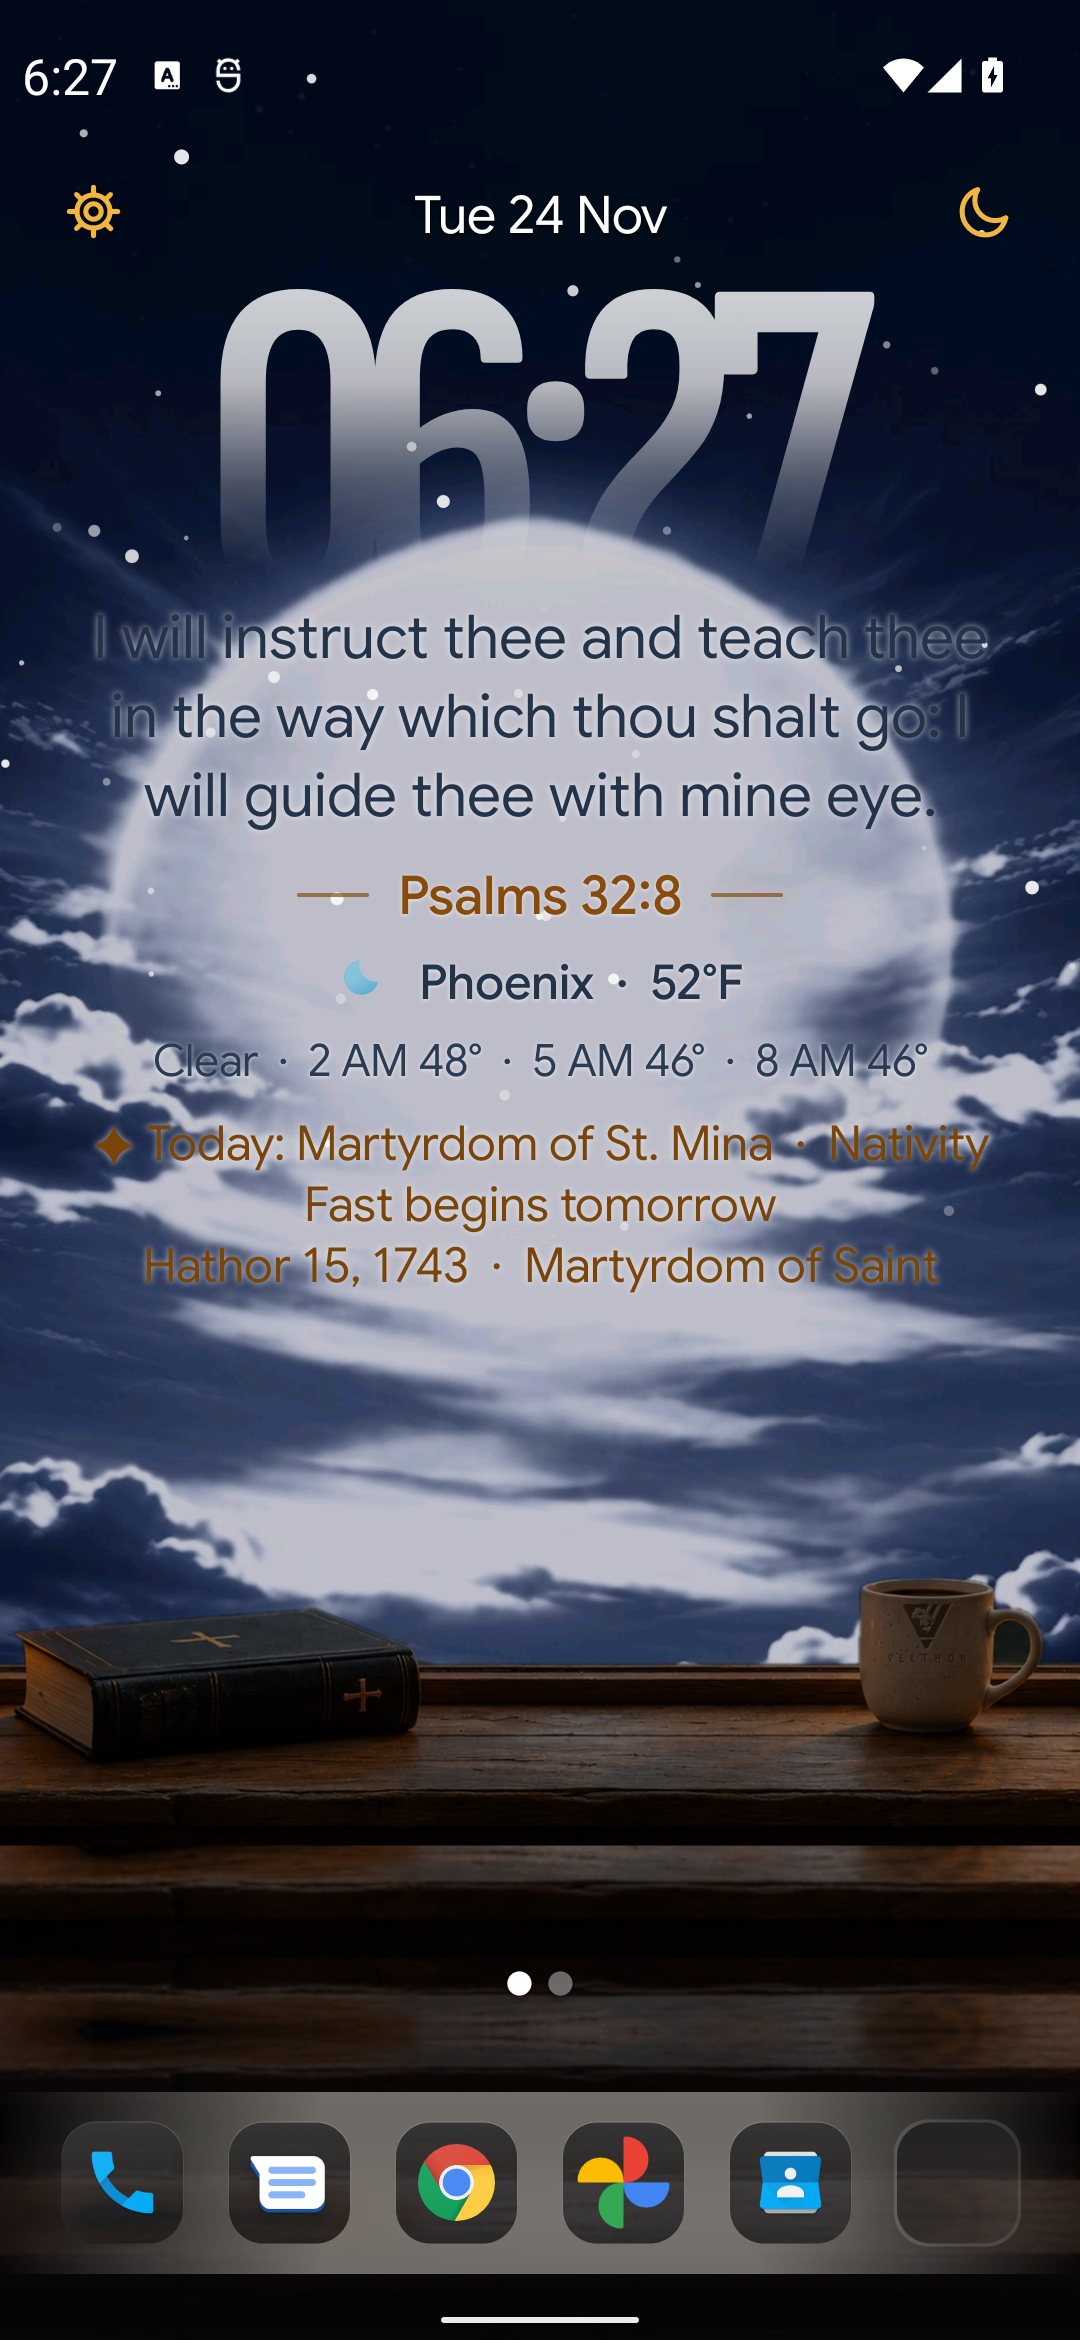 6:27
Tue 24 Nov
06:27
I will instruct thee and teach thee
in the way which thou shalt go: I
will guide thee with mine eye.
Psalms 32:8
Phoenix · 52°F
Clear · 2 AM 48° · 5 AM 46° · 8 AM 46°
✦ Today: Martyrdom of St. Mina · Nativity
Fast begins tomorrow
Hathor 15, 1743 · Martyrdom of Saint
VELTHON